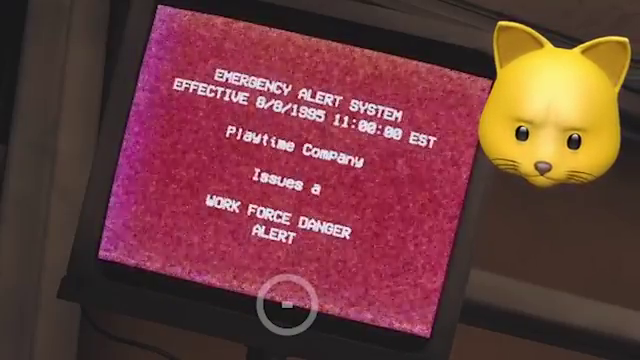 EMERGENCY ALERT SYSTEM
EFFECTIVE 8/8/1995 11:00:00 EST
Playtime Company
Issues a
WORK FORCE DANGER
ALERT